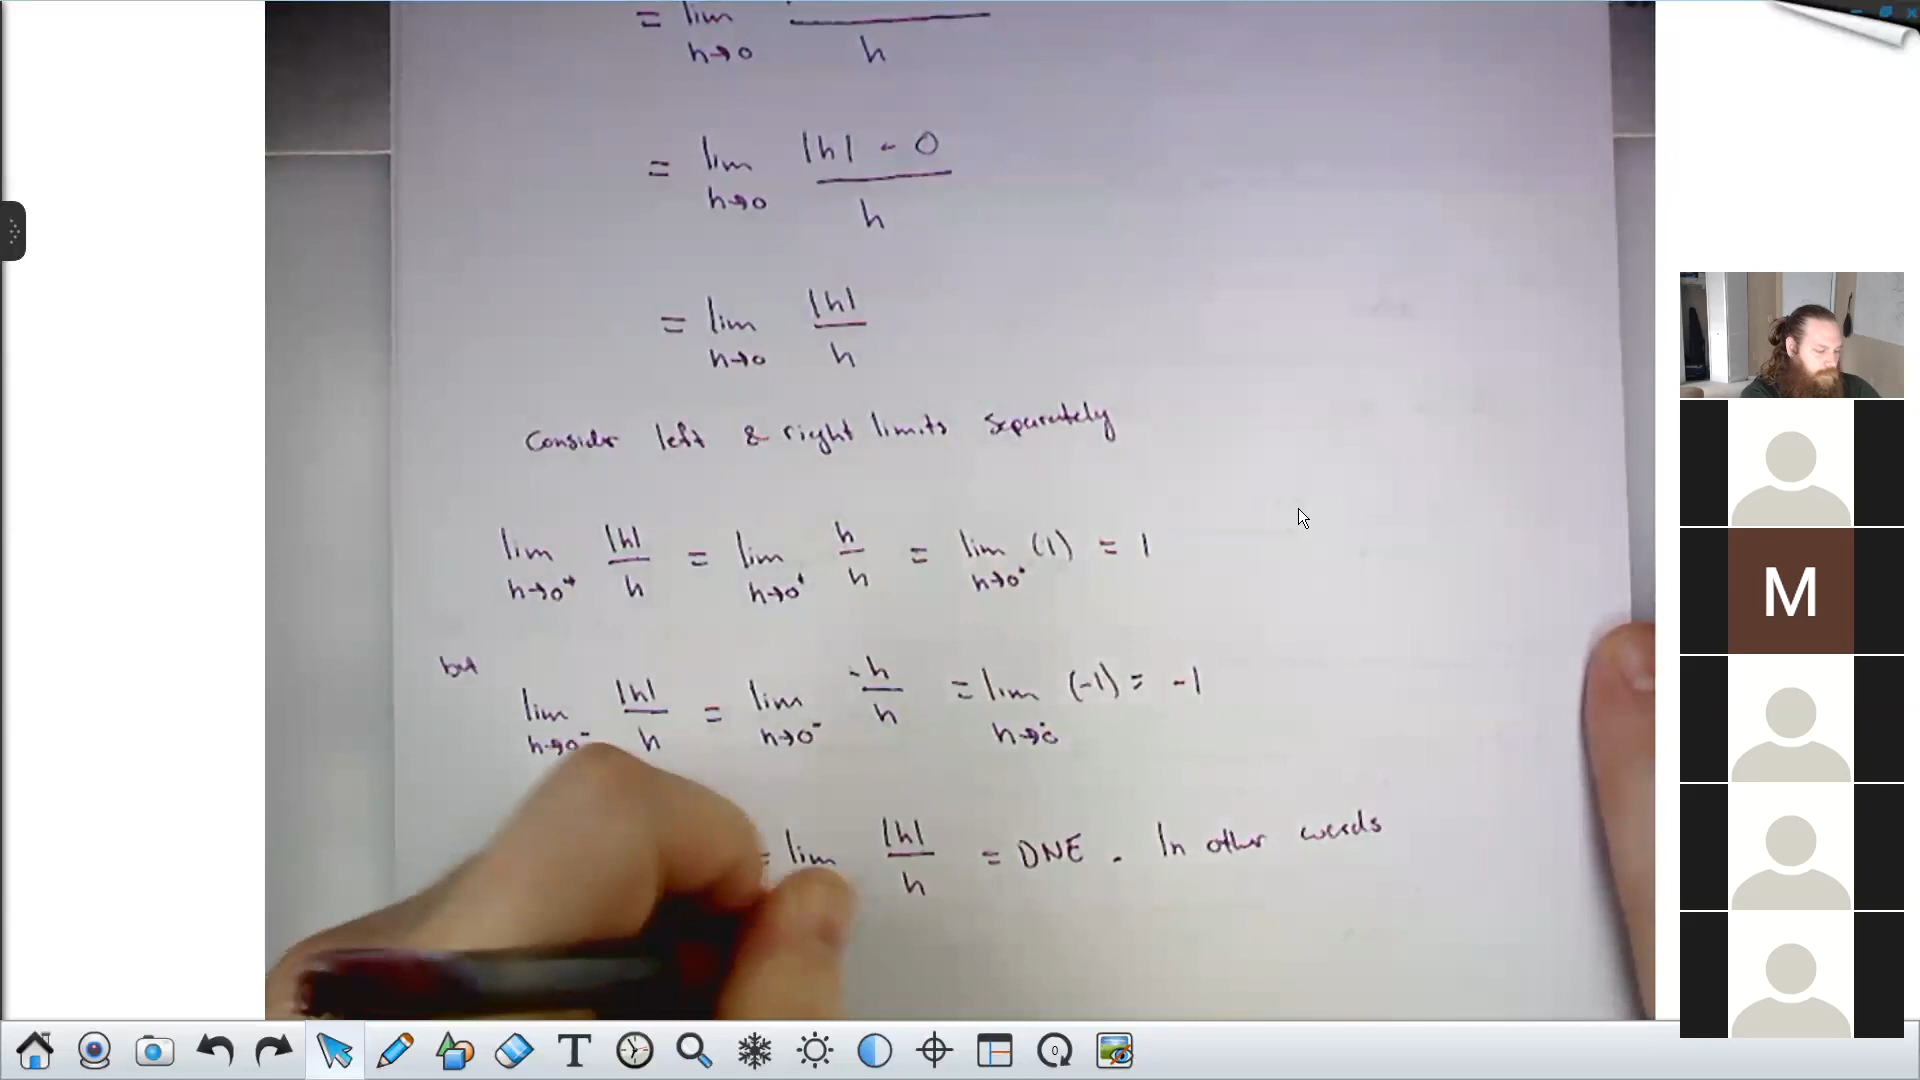 = lim ———
h→0 h
= lim |h| - 0
h→0 h
= lim |h|
h→0 h
Consider left & right limits separately
lim |h| = lim h = lim (1) = 1
h→0⁺ h h→0⁺ h h→0⁺
but
lim |h| = lim -h = lim (-1) = -1
h→0⁻ h h→0⁻ h h→0⁻
= lim |h| = DNE . In other words
h
M
T
0